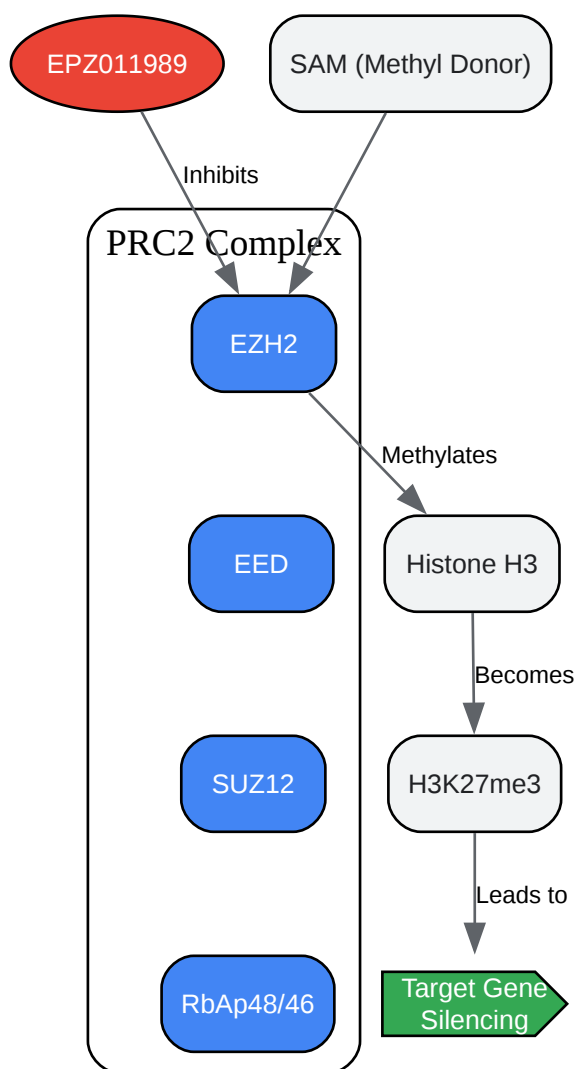 EPZ011989
SAM (Methyl Donor)
Inhibits
PRC2 Complex
EZH2
Methylates
EED
Histone H3
Becomes
SUZ12
H3K27me3
Leads to
RbAp48/46
Target Gene
Silencing